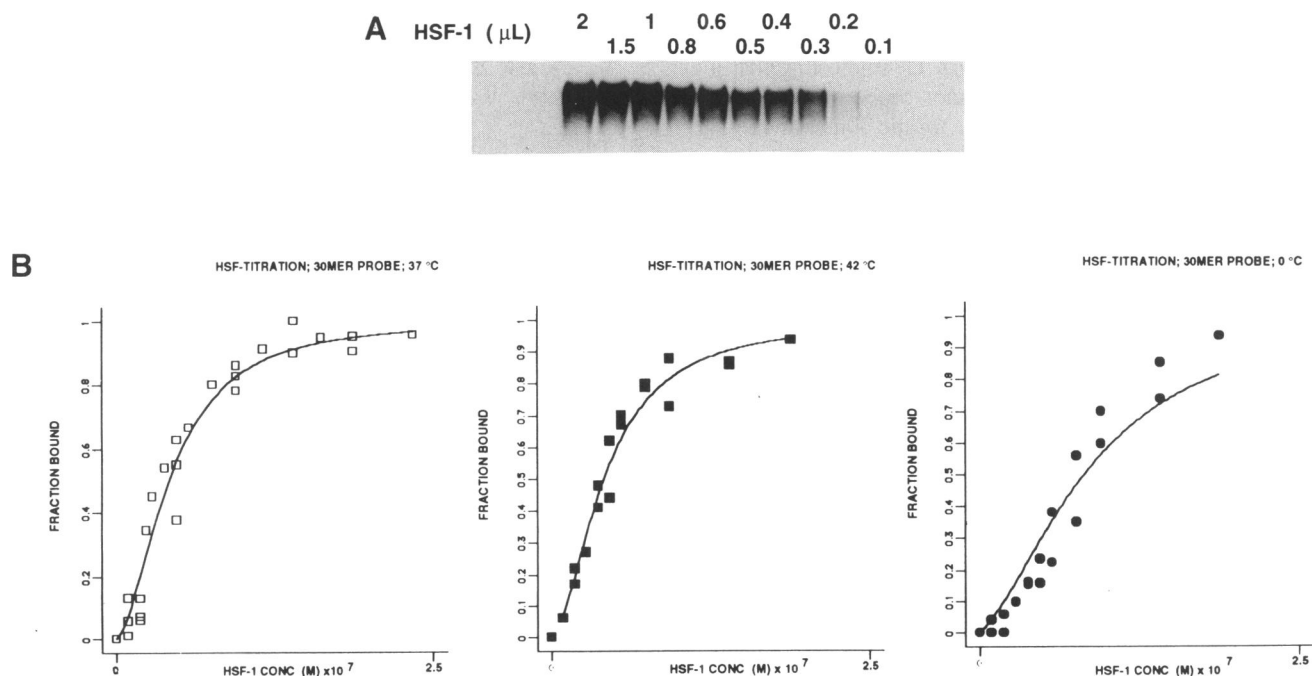 A HSF-1 (μL) 2 1 0.6 0.4 0.2
1.5 0.8 0.5 0.3 0.1
B
HSF-TITRATION; 30MER PROBE; 37 °C
HSF-TITRATION; 30MER PROBE; 42 °C
HSF-TITRATION; 30MER PROBE; 0 °C
FRACTION BOUND
1
0.8
0.6
0.4
0.2
0
0
2.5
HSF-1 CONC (M) x 10 7
FRACTION BOUND
1
0.9
0.8
0.7
0.6
0.5
0.4
0.3
0.2
0.1
0
0
2.5
HSF-1 CONC (M) x 10 7
FRACTION BOUND
1
0.9
0.8
0.7
0.6
0.5
0.4
0.3
0.2
0.1
0
0
2.5
HSF-1 CONC (M) x 10 7